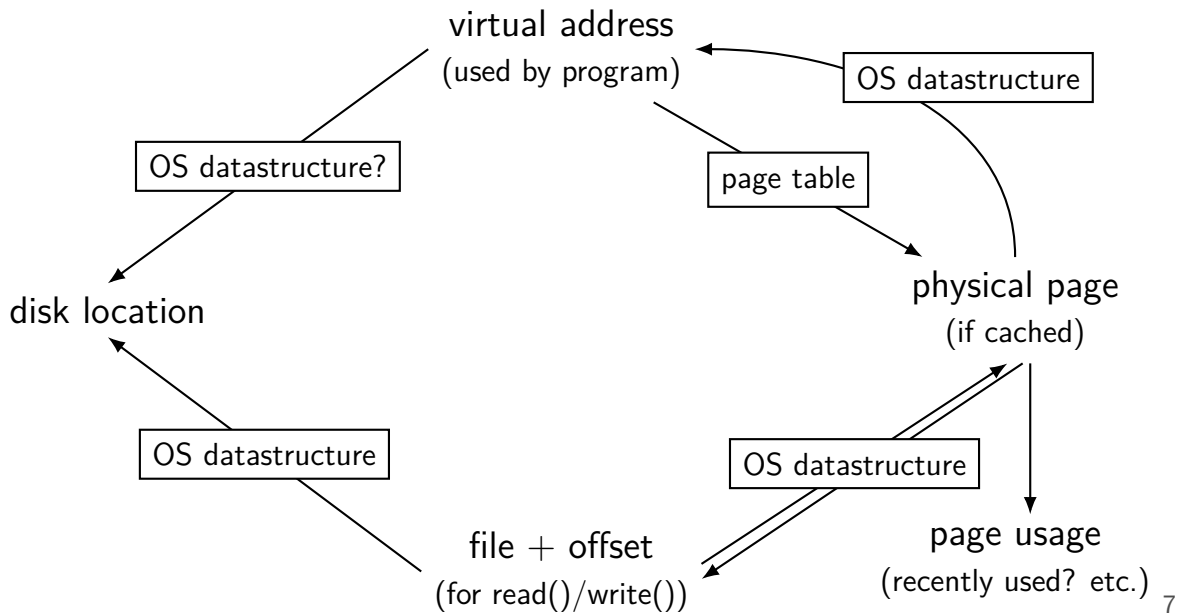 virtual address
(used by program)
OS datastructure
OS datastructure?
page table
disk location
physical page
(if cached)
OS datastructure
OS datastructure
file + offset
(for read()/write())
page usage
(recently used? etc.)
7